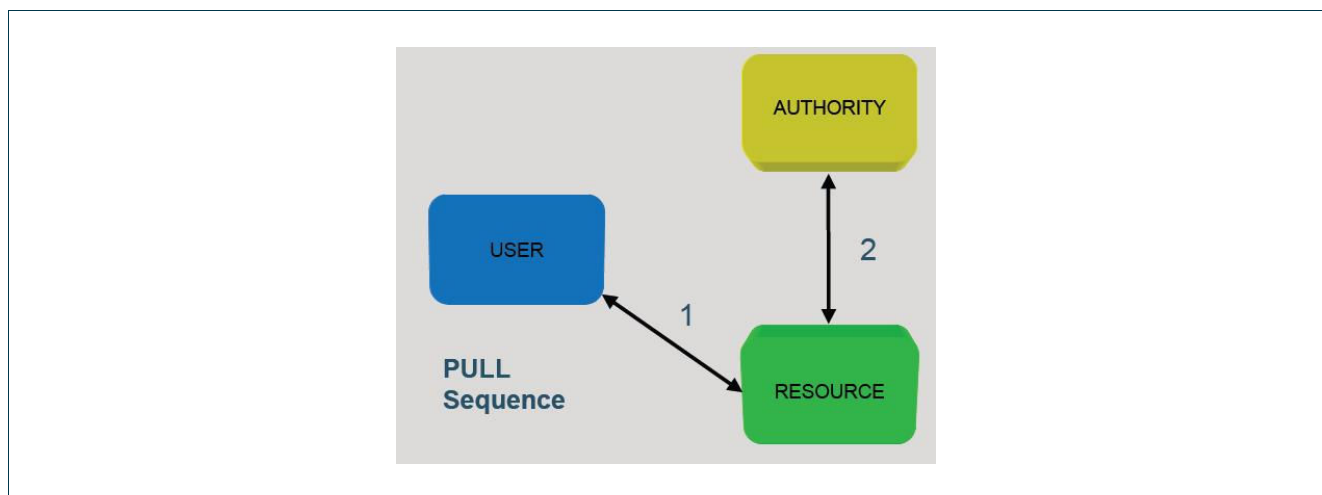 AUTHORITY
USER
2
1
PULL
Sequence
RESOURCE